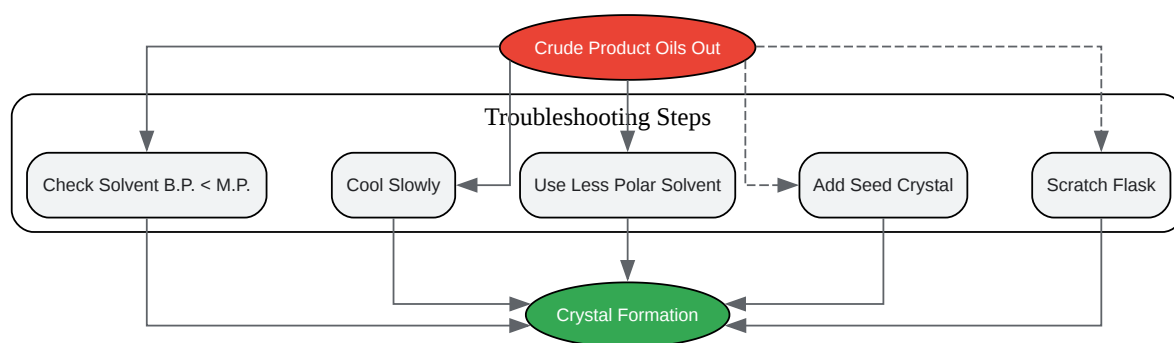 Crude Product Oils Out
Troubleshooting Steps
Check Solvent B.P. < M.P.
Cool Slowly
Use Less Polar Solvent
Add Seed Crystal
Scratch Flask
Crystal Formation